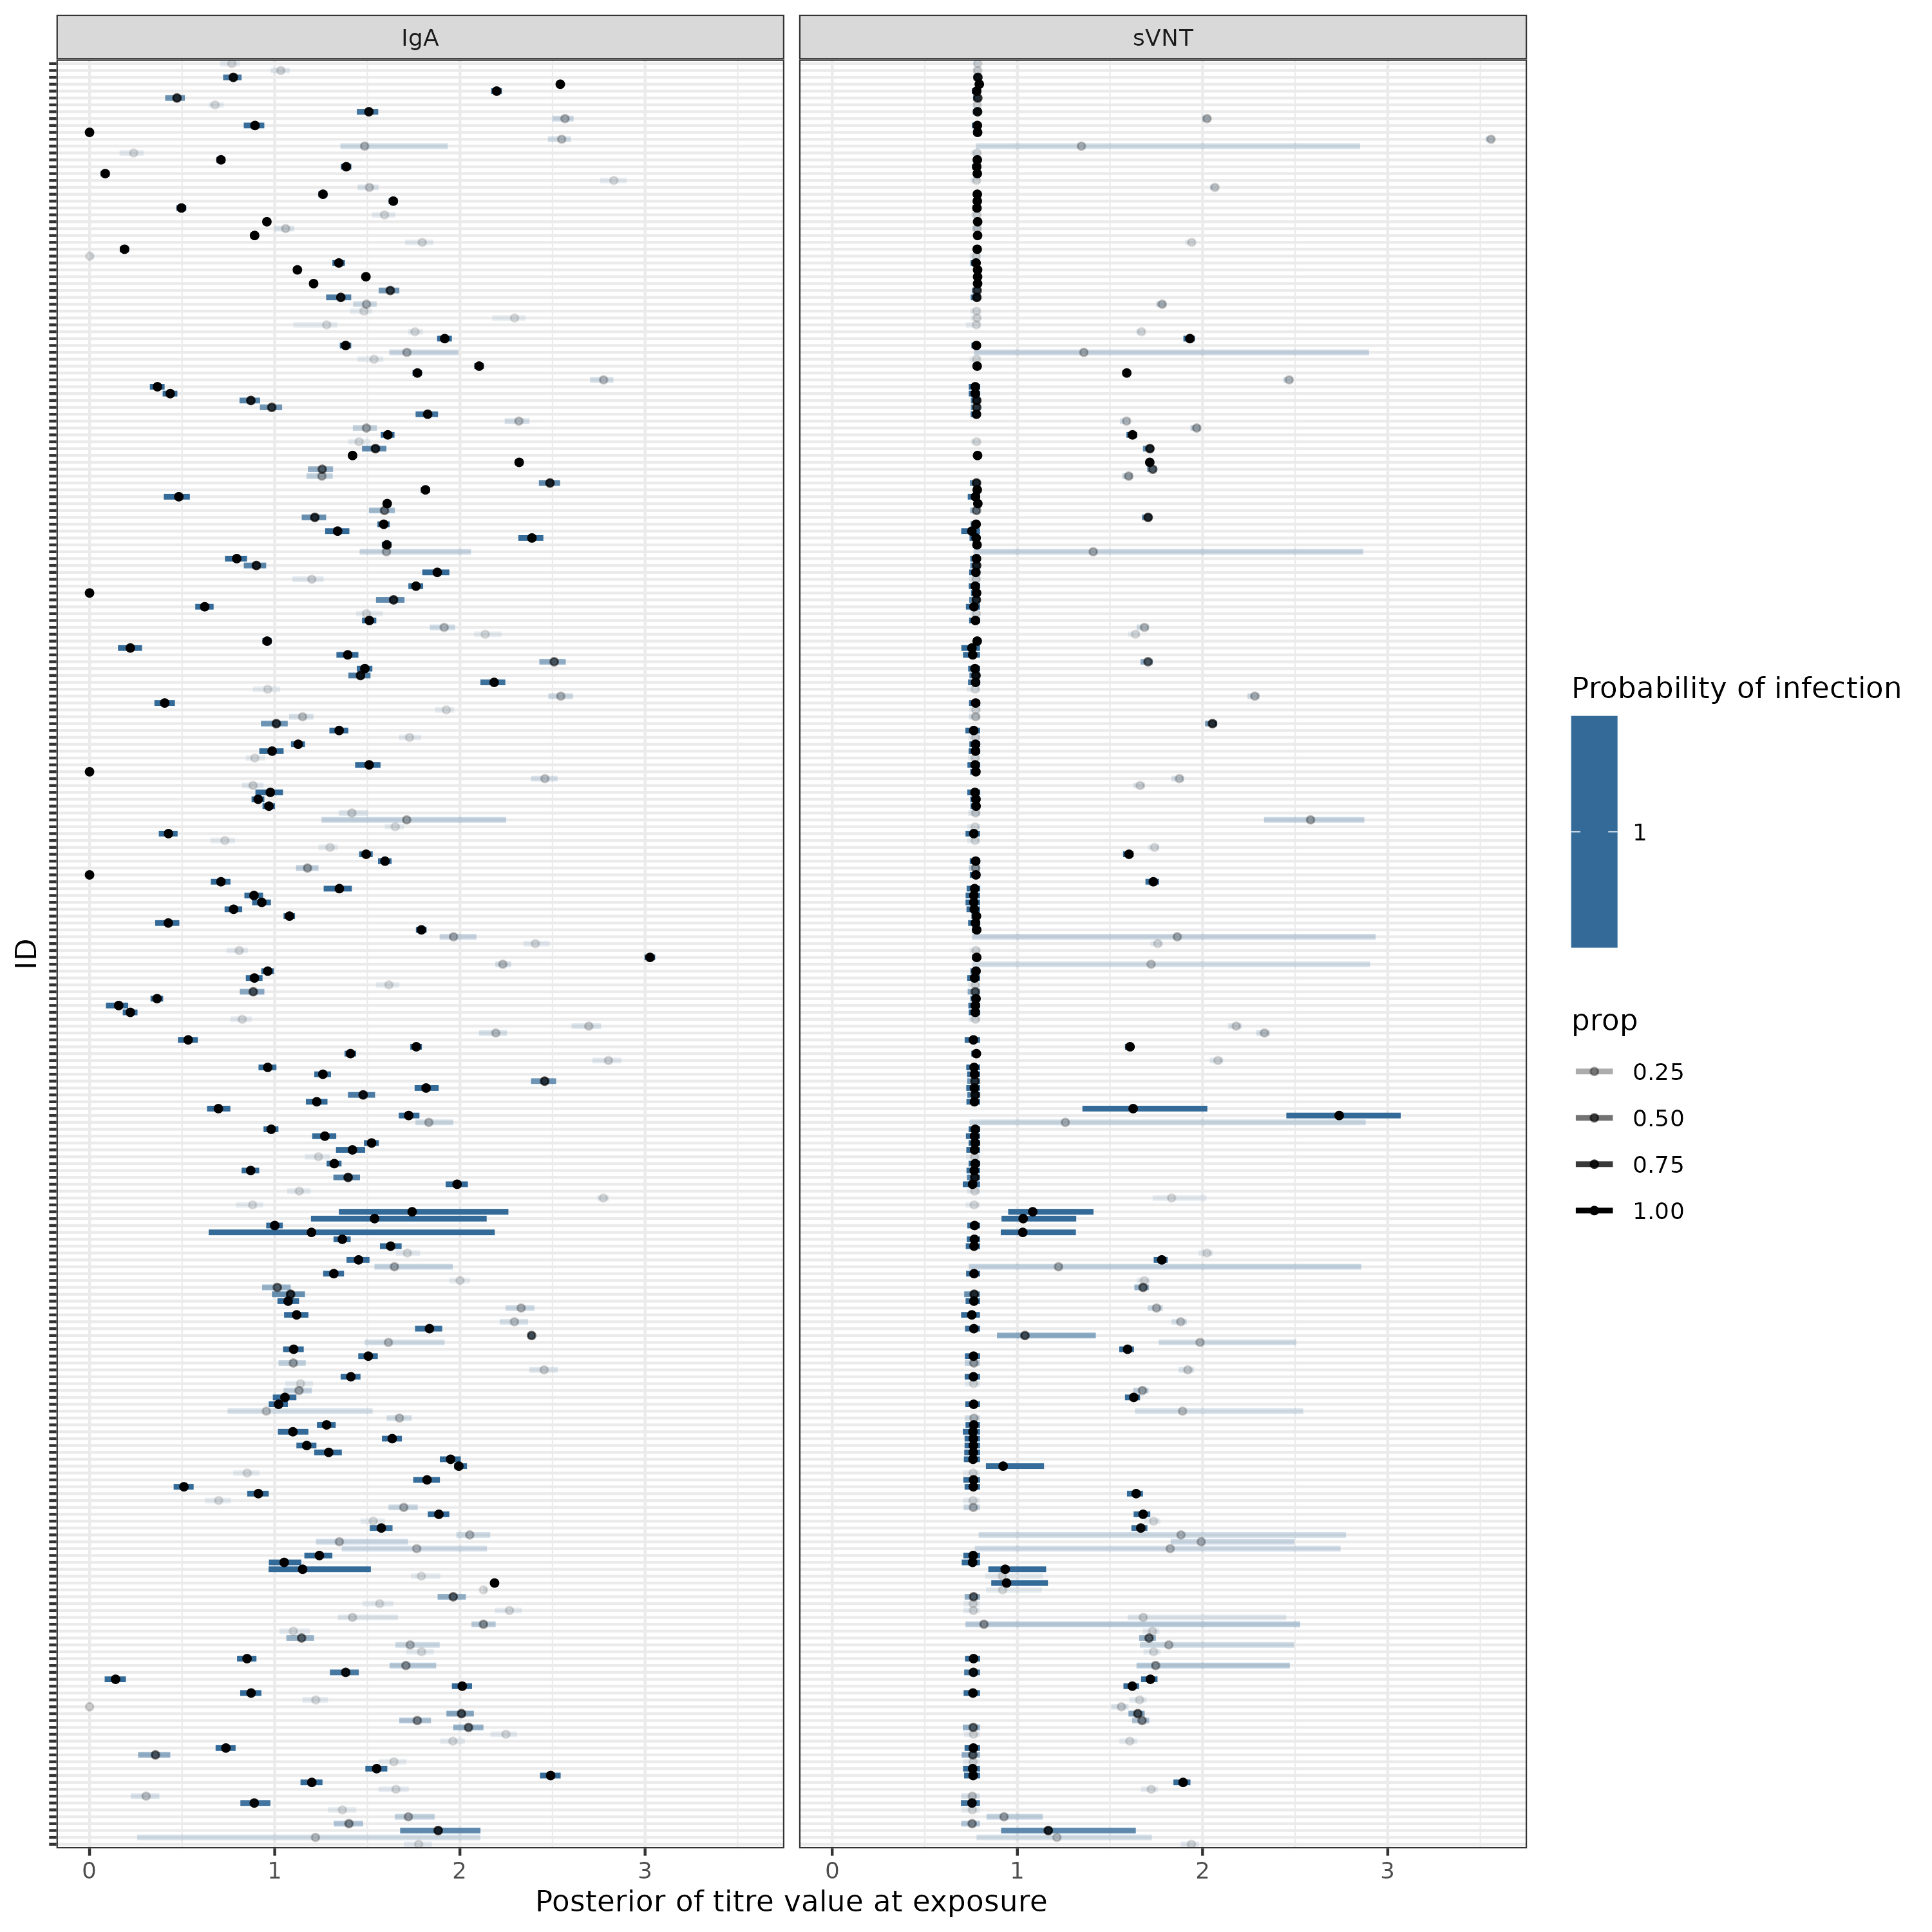 IgA
sVNT
ID
0
1
2
3
0
1
2
3
Posterior of titre value at exposure
Probability of infection
1
prop
0.25
0.50
0.75
1.00